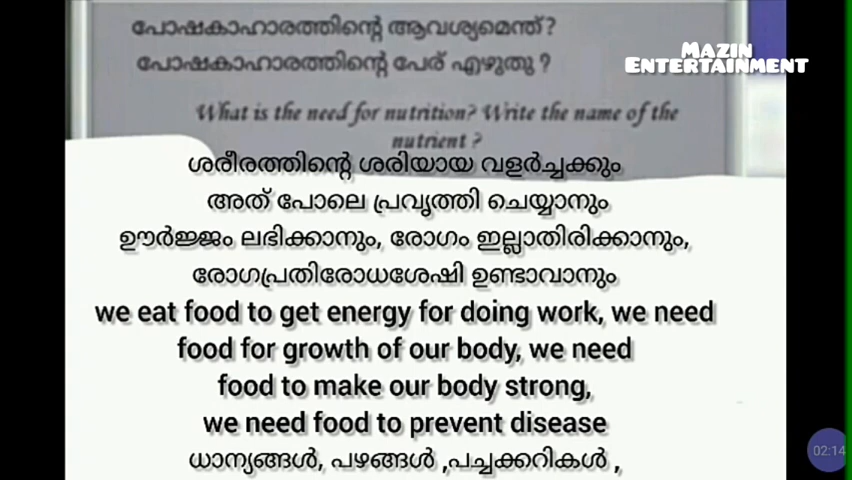 പോഷകാഹാരത്തിന്റെ ആവശ്യമെന്ത്?
പോഷകാഹാരത്തിന്റെ പേര് എഴുതു ?
Mazin
Entertainment
What is the need for nutrition? Write the name of the
nutrient ?
ശരീരത്തിന്റെ ശരിയായ വളർച്ചക്കും
അത് പോലെ പ്രവൃത്തി ചെയ്യാനും
ഊർജ്ജം ലഭിക്കാനും, രോഗം ഇല്ലാതിരിക്കാനും,
രോഗപ്രതിരോധശേഷി ഉണ്ടാവാനും
we eat food to get energy for doing work, we need
food for growth of our body, we need
food to make our body strong,
we need food to prevent disease
ധാന്യങ്ങൾ, പഴങ്ങൾ ,പച്ചക്കറികൾ ,
02:14